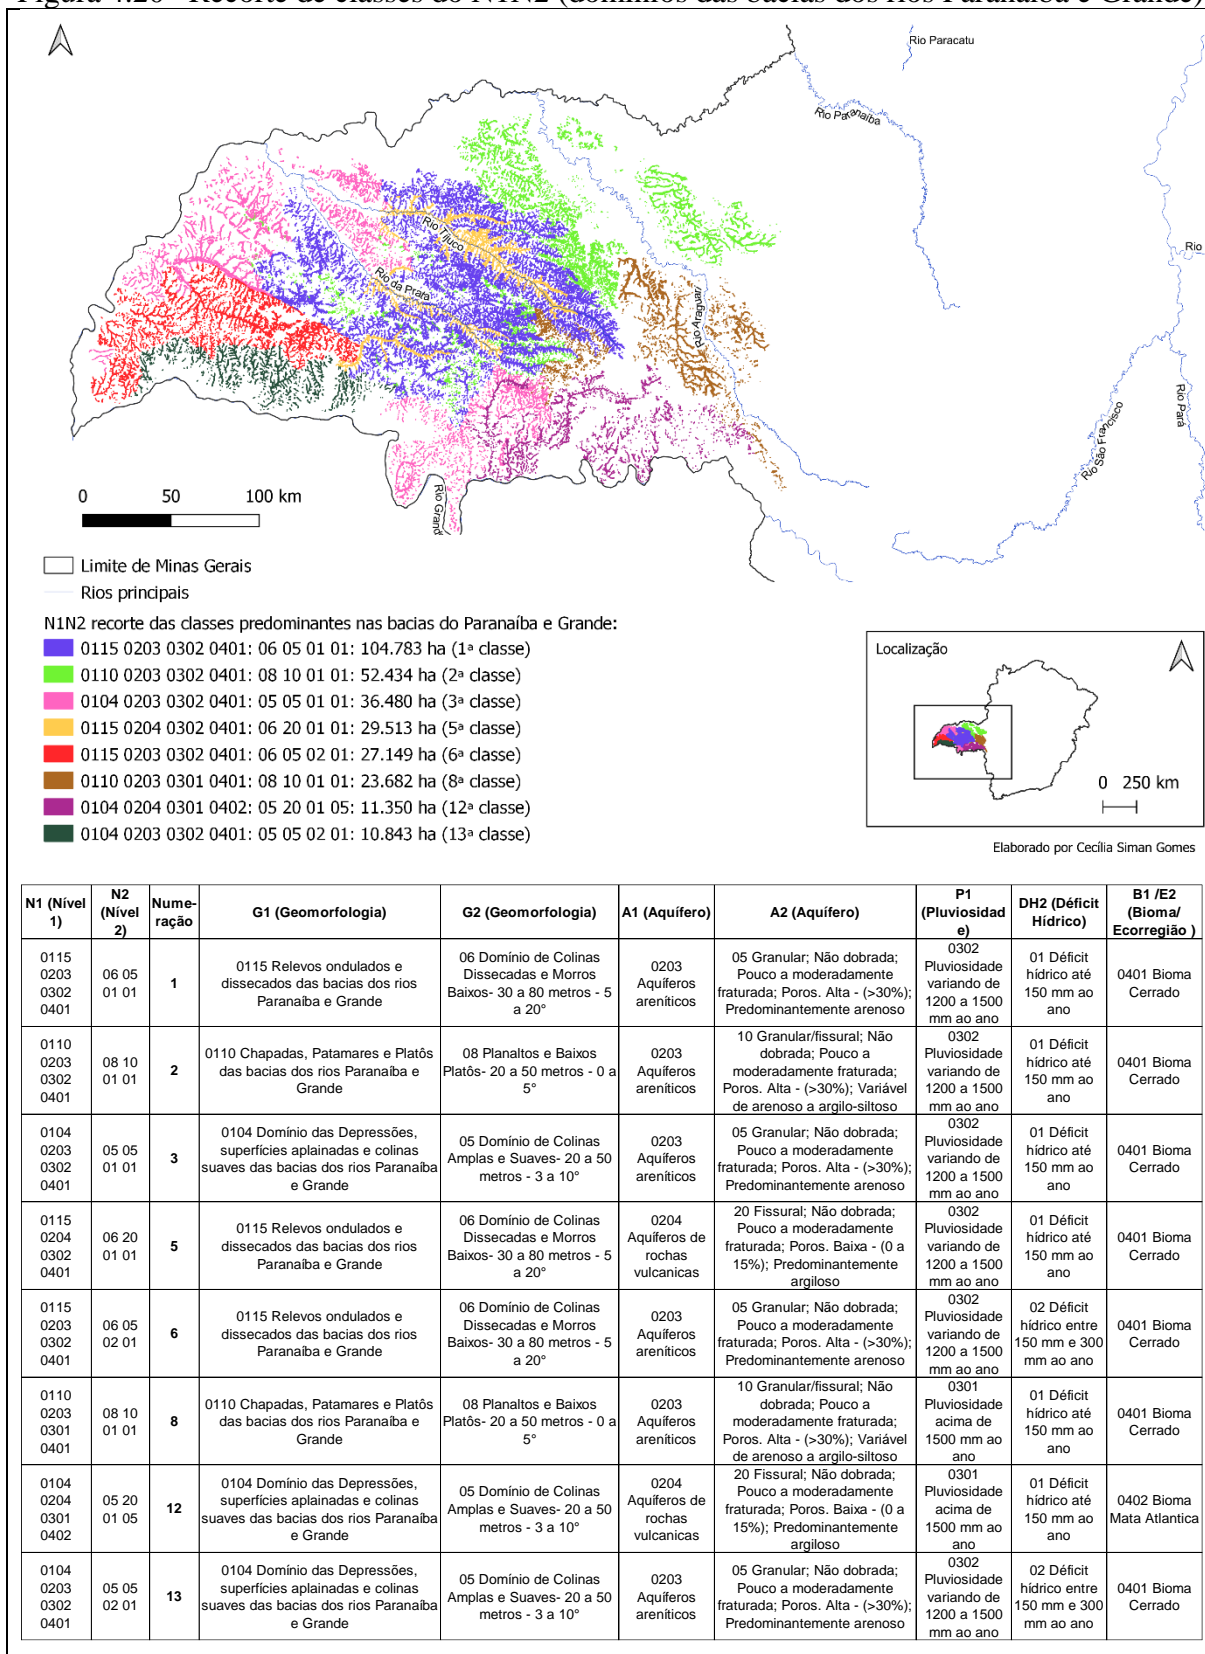 Figura 4.20 - Recorte de classes do N1N2 (domínios das bacias dos rios Paranaíba e Grande)
Rio Paracatu
Rio Paranaíba
Rio Tijuco
Rio
Rio da Prata
Rio Araguari
Rio Pará
Rio São Francisco
Rio Grand
0 50 100 km
Limite de Minas Gerais
Rios principais
N1N2 recorte das classes predominantes nas bacias do Paranaíba e Grande:
0115 0203 0302 0401: 06 05 01 01: 104.783 ha (1ª classe)
0110 0203 0302 0401: 08 10 01 01: 52.434 ha (2ª classe)
0104 0203 0302 0401: 05 05 01 01: 36.480 ha (3ª classe)
0115 0204 0302 0401: 06 20 01 01: 29.513 ha (5ª classe)
0115 0203 0302 0401: 06 05 02 01: 27.149 ha (6ª classe)
0110 0203 0301 0401: 08 10 01 01: 23.682 ha (8ª classe)
0104 0204 0301 0402: 05 20 01 05: 11.350 ha (12ª classe)
0104 0203 0302 0401: 05 05 02 01: 10.843 ha (13ª classe)
Localização
0 250 km
Elaborado por Cecília Siman Gomes
N1 (Nível 1) N2 (Nível 2) Nume-ração G1 (Geomorfologia) G2 (Geomorfologia) A1 (Aquífero) A2 (Aquífero) P1 (Pluviosidade) DH2 (Déficit Hídrico) B1 /E2 (Bioma/ Ecorregião )
0115 0203 0302 0401 06 05 01 01 1 0115 Relevos ondulados e dissecados das bacias dos rios Paranaíba e Grande 06 Domínio de Colinas Dissecadas e Morros Baixos- 30 a 80 metros - 5 a 20° 0203 Aquíferos areníticos 05 Granular; Não dobrada; Pouco a moderadamente fraturada; Poros. Alta - (>30%); Predominantemente arenoso 0302 Pluviosidade variando de 1200 a 1500 mm ao ano 01 Déficit hídrico até 150 mm ao ano 0401 Bioma Cerrado
0110 0203 0302 0401 08 10 01 01 2 0110 Chapadas, Patamares e Platôs das bacias dos rios Paranaíba e Grande 08 Planaltos e Baixos Platôs- 20 a 50 metros - 0 a 5° 0203 Aquíferos areníticos 10 Granular/fissural; Não dobrada; Pouco a moderadamente fraturada; Poros. Alta - (>30%); Variável de arenoso a argilo-siltoso 0302 Pluviosidade variando de 1200 a 1500 mm ao ano 01 Déficit hídrico até 150 mm ao ano 0401 Bioma Cerrado
0104 0203 0302 0401 05 05 01 01 3 0104 Domínio das Depressões, superfícies aplainadas e colinas suaves das bacias dos rios Paranaíba e Grande 05 Domínio de Colinas Amplas e Suaves- 20 a 50 metros - 3 a 10° 0203 Aquíferos areníticos 05 Granular; Não dobrada; Pouco a moderadamente fraturada; Poros. Alta - (>30%); Predominantemente arenoso 0302 Pluviosidade variando de 1200 a 1500 mm ao ano 01 Déficit hídrico até 150 mm ao ano 0401 Bioma Cerrado
0115 0204 0302 0401 06 20 01 01 5 0115 Relevos ondulados e dissecados das bacias dos rios Paranaíba e Grande 06 Domínio de Colinas Dissecadas e Morros Baixos- 30 a 80 metros - 5 a 20° 0204 Aquíferos de rochas vulcanicas 20 Fissural; Não dobrada; Pouco a moderadamente fraturada; Poros. Baixa - (0 a 15%); Predominantemente argiloso 0302 Pluviosidade variando de 1200 a 1500 mm ao ano 01 Déficit hídrico até 150 mm ao ano 0401 Bioma Cerrado
0115 0203 0302 0401 06 05 02 01 6 0115 Relevos ondulados e dissecados das bacias dos rios Paranaíba e Grande 06 Domínio de Colinas Dissecadas e Morros Baixos- 30 a 80 metros - 5 a 20° 0203 Aquíferos areníticos 05 Granular; Não dobrada; Pouco a moderadamente fraturada; Poros. Alta - (>30%); Predominantemente arenoso 0302 Pluviosidade variando de 1200 a 1500 mm ao ano 02 Déficit hídrico entre 150 mm e 300 mm ao ano 0401 Bioma Cerrado
0110 0203 0301 0401 08 10 01 01 8 0110 Chapadas, Patamares e Platôs das bacias dos rios Paranaíba e Grande 08 Planaltos e Baixos Platôs- 20 a 50 metros - 0 a 5° 0203 Aquíferos areníticos 10 Granular/fissural; Não dobrada; Pouco a moderadamente fraturada; Poros. Alta - (>30%); Variável de arenoso a argilo-siltoso 0301 Pluviosidade acima de 1500 mm ao ano 01 Déficit hídrico até 150 mm ao ano 0401 Bioma Cerrado
0104 0204 0301 0402 05 20 01 05 12 0104 Domínio das Depressões, superfícies aplainadas e colinas suaves das bacias dos rios Paranaíba e Grande 05 Domínio de Colinas Amplas e Suaves- 20 a 50 metros - 3 a 10° 0204 Aquíferos de rochas vulcanicas 20 Fissural; Não dobrada; Pouco a moderadamente fraturada; Poros. Baixa - (0 a 15%); Predominantemente argiloso 0301 Pluviosidade acima de 1500 mm ao ano 01 Déficit hídrico até 150 mm ao ano 0402 Bioma Mata Atlantica
0104 0203 0302 0401 05 05 02 01 13 0104 Domínio das Depressões, superfícies aplainadas e colinas suaves das bacias dos rios Paranaíba e Grande 05 Domínio de Colinas Amplas e Suaves- 20 a 50 metros - 3 a 10° 0203 Aquíferos areníticos 05 Granular; Não dobrada; Pouco a moderadamente fraturada; Poros. Alta - (>30%); Predominantemente arenoso 0302 Pluviosidade variando de 1200 a 1500 mm ao ano 02 Déficit hídrico entre 150 mm e 300 mm ao ano 0401 Bioma Cerrado